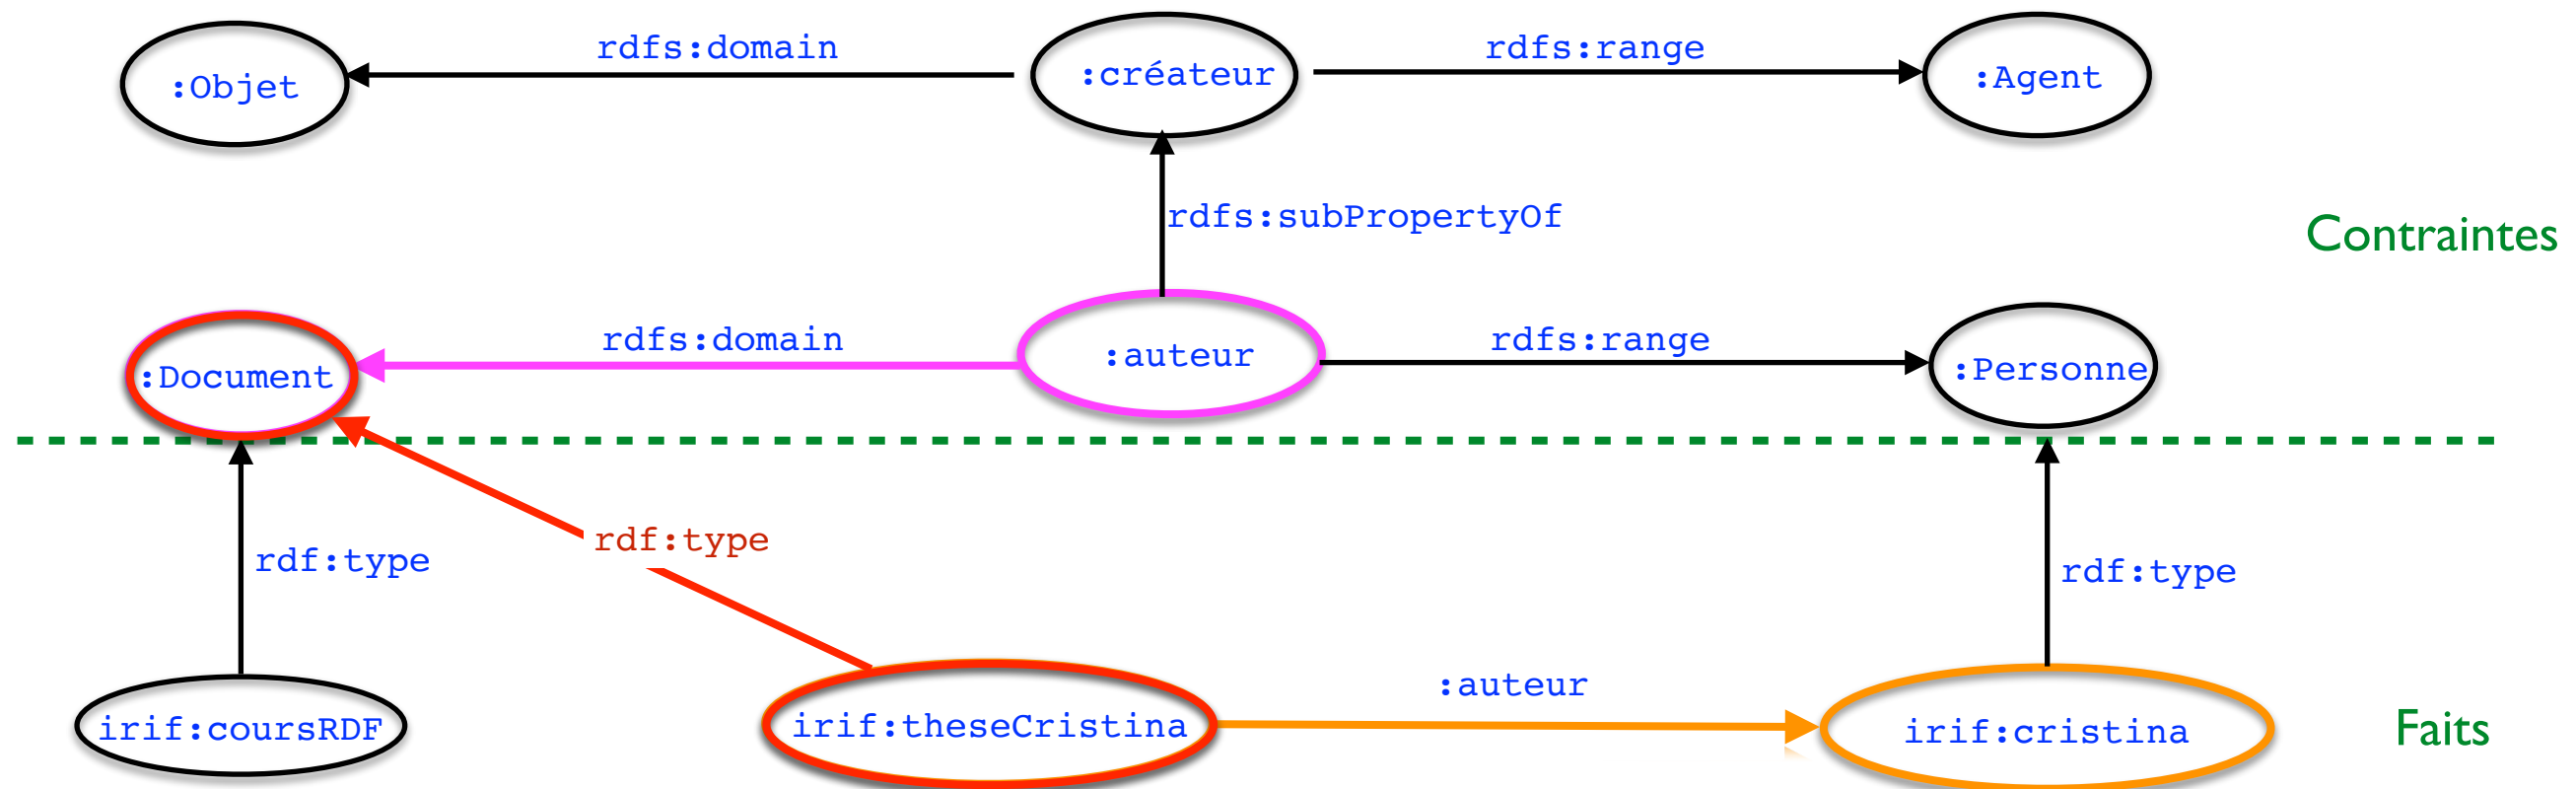 rdfs:domain
rdfs:range
:Objet
:créateur
:Agent
rdfs:subPropertyOf
Contraintes
rdfs:domain
rdfs:range
:Document
:auteur
:Personne
rdf:type
rdf:type
rdf:type
:auteur
irif:coursRDF
irif:theseCristina
irif:cristina
Faits